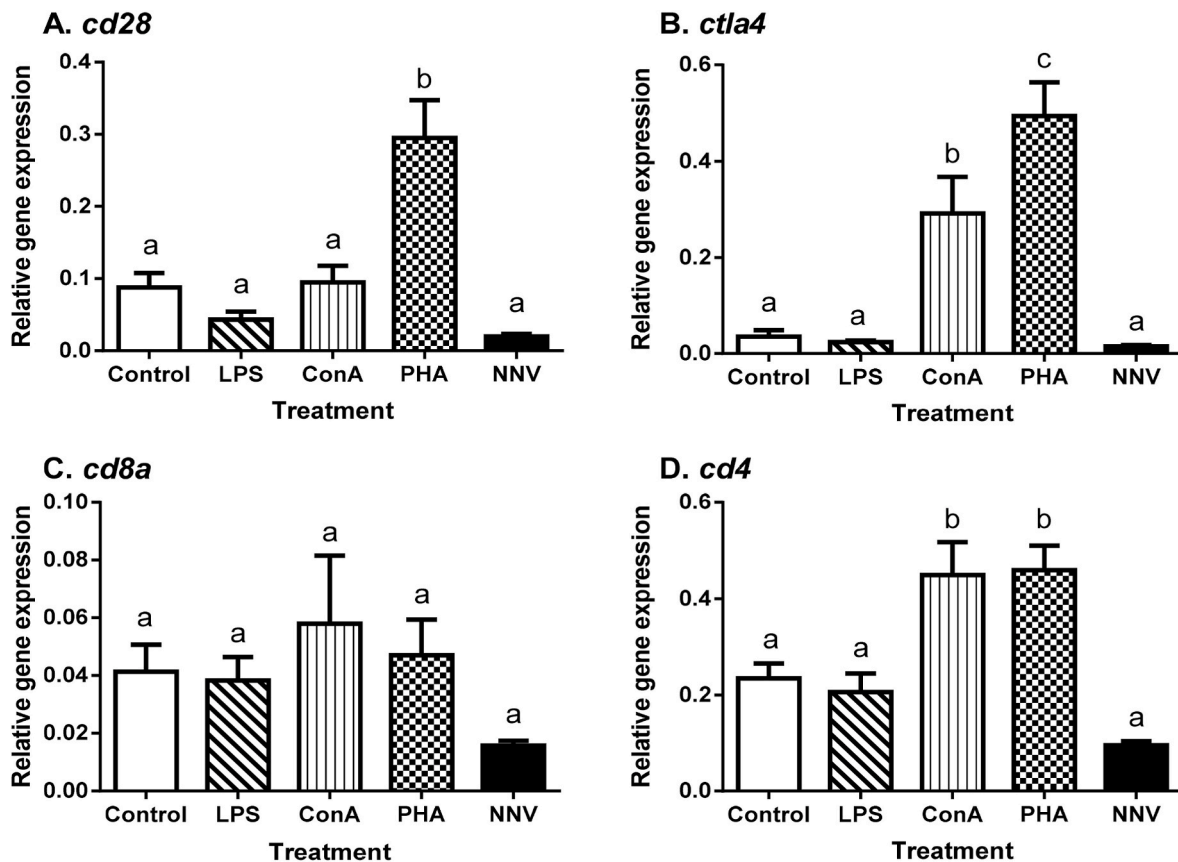 A. cd28
Relative gene expression
0.4
0.3
0.2
0.1
0.0
a
a
a
b
a
Control LPS ConA PHA NNV
Treatment
B. ctla4
Relative gene expression
0.6
0.4
0.2
0.0
a
a
b
c
a
Control LPS ConA PHA NNV
Treatment
C. cd8a
Relative gene expression
0.10
0.08
0.06
0.04
0.02
0.00
a
a
a
a
a
Control LPS ConA PHA NNV
Treatment
D. cd4
Relative gene expression
0.6
0.4
0.2
0.0
a
a
b
b
a
Control LPS ConA PHA NNV
Treatment